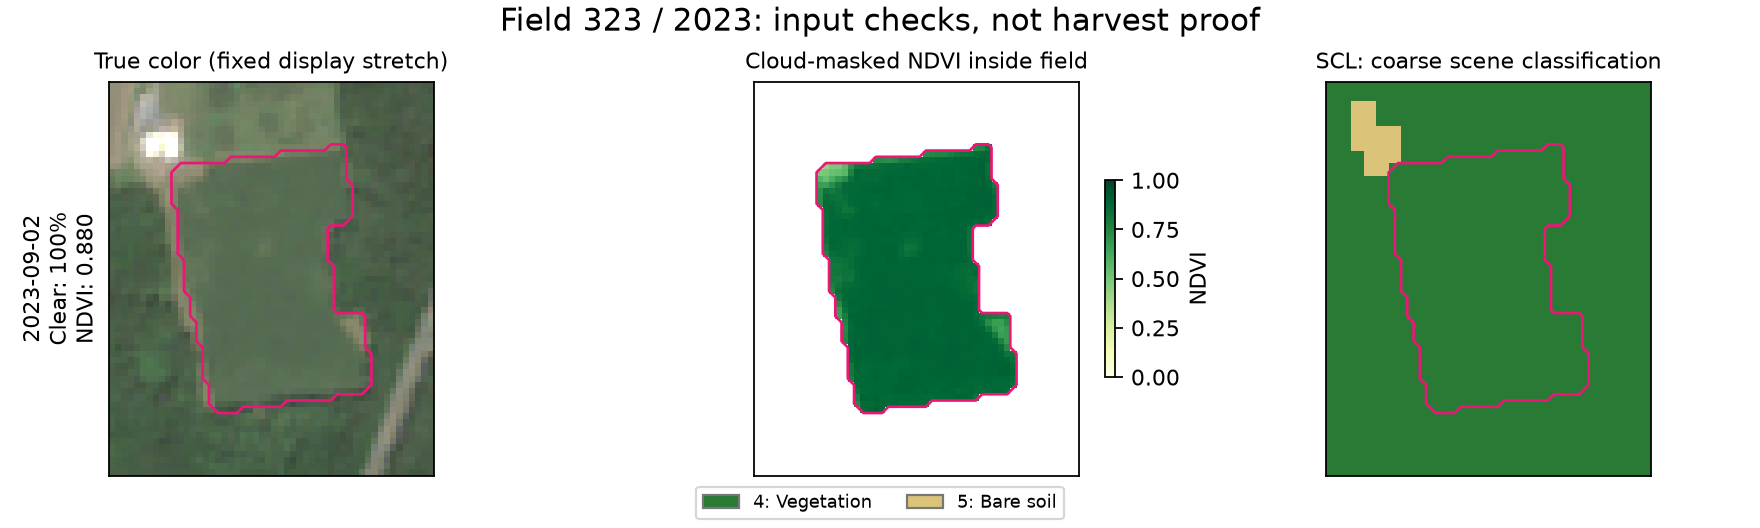 Field 323 / 2023: input checks, not harvest proof
True color (fixed display stretch)
Cloud-masked NDVI inside field
SCL: coarse scene classification
2023-09-02
Clear: 100%
NDVI: 0.880
1.00
0.75
0.50
0.25
0.00
NDVI
4: Vegetation
5: Bare soil